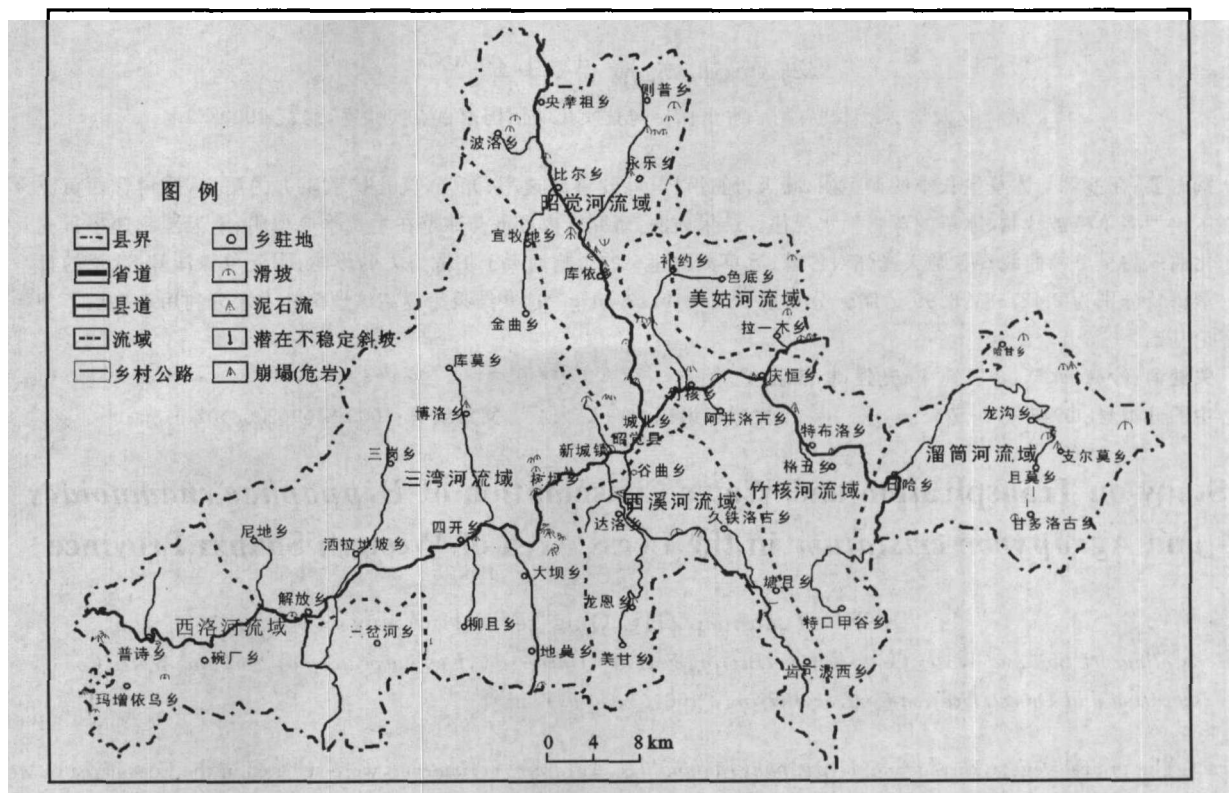 央摩祖乡
则普乡
波洛乡
永乐乡
比尔乡
昭觉河流域
图例
县界
乡驻地
省道
滑坡
县道
泥石流
流域
潜在不稳定斜坡
乡村公路
崩塌(危岩)
宜牧地乡
库依乡
色底乡
美姑河流域
金曲乡
拉一木乡
库莫乡
庆恒乡
竹核乡
博洛乡
阿并洛古乡
城北乡
昭觉县
特布洛乡
龙沟乡
新城镇
三岗乡
三湾河流域
谷曲乡
格丑乡
溜筒河流域
支尔莫乡
且莫乡
西溪河流域
竹核河流域
日哈乡
达洛乡
久铁洛古乡
甘多洛古乡
尼地乡
洒拉地坡乡
四开乡
大坝乡
塘且乡
解放乡
龙恩乡
特口甲谷乡
西洛河流域
三岔河乡
柳且乡
普诗乡
碗厂乡
地莫乡
美甘乡
齿可波西乡
玛增依乌乡
0 4 8 km